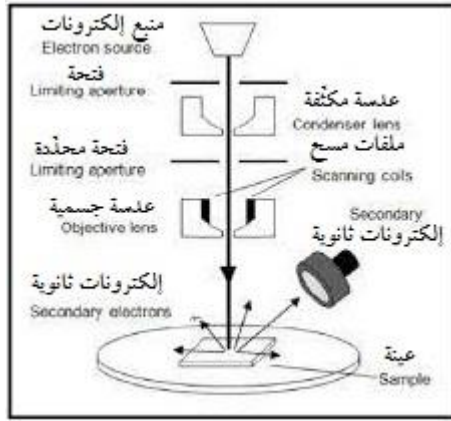 منبع إلكترونات
Electron source
فتحة
Limiting aperture
عدسة مكثّفة
Condenser lens
فتحة محدّدة
Limiting aperture
ملفات مسح
Scanning coils
عدسة جسمية
Objective lens
Secondary
إلكترونات ثانوية
إلكترونات ثانوية
Secondary electrons
عينة
Sample